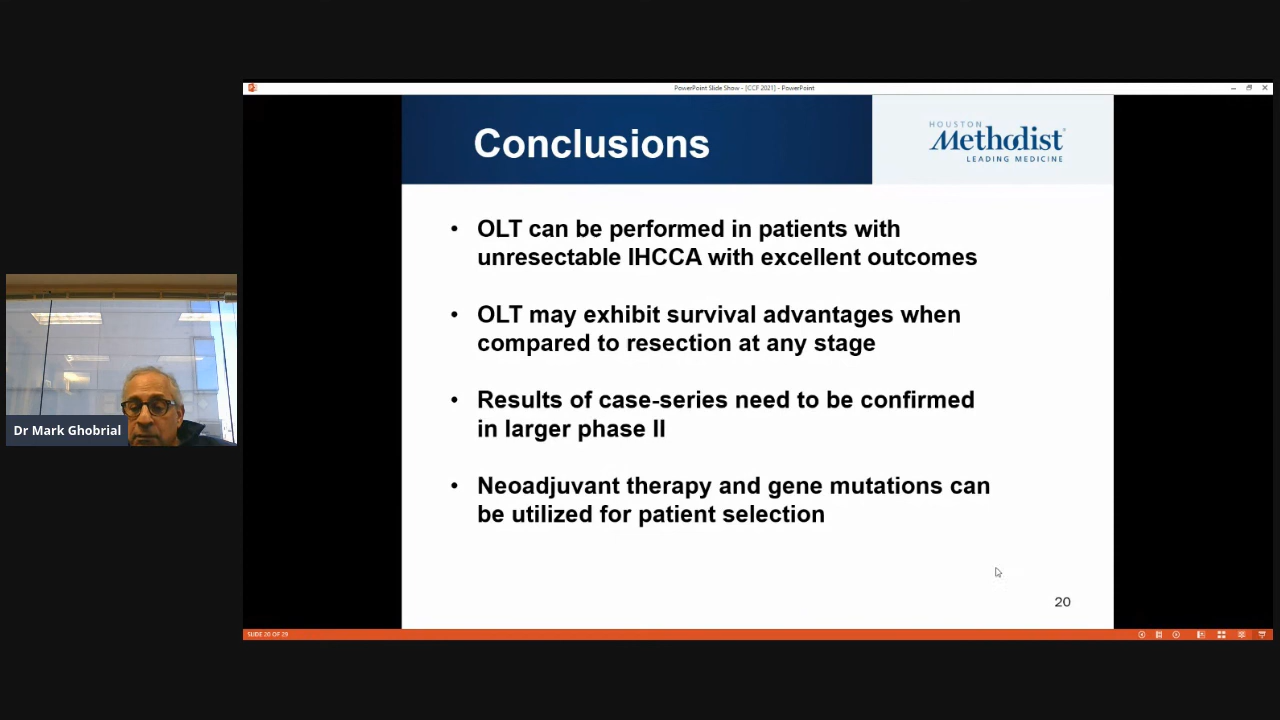 PowerPoint Slide Show - [CCF 2021] - PowerPoint
Conclusions
HOUSTON
Methodist
LEADING MEDICINE
• OLT can be performed in patients with
unresectable IHCCA with excellent outcomes
• OLT may exhibit survival advantages when
compared to resection at any stage
• Results of case-series need to be confirmed
in larger phase II
• Neoadjuvant therapy and gene mutations can
be utilized for patient selection
20
Dr Mark Ghobrial
SLIDE 20 OF 29